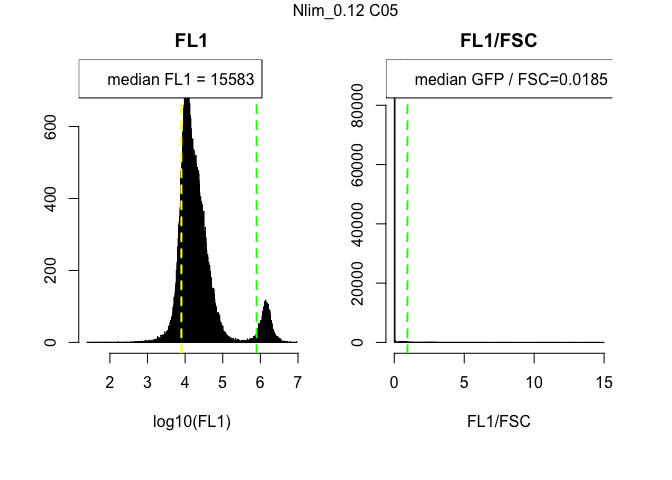 Nlim_0.12 C05
FL1
median FL1 = 15583
0
200
400
600
2 3 4 5 6 7
log10(FL1)
FL1/FSC
median GFP / FSC=0.0185
0
20000
40000
60000
80000
0 5 10 15
FL1/FSC